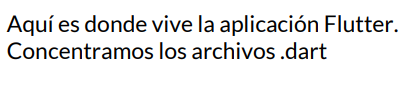 Aquí es donde vive la aplicación Flutter.
Concentramos los archivos .dart